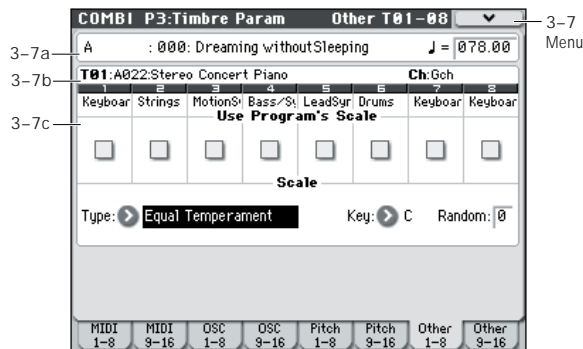 COMBI P3:Timbre Param Other T01-08
3-7
Menu
3-7a
A :000: Dreaming withoutSleeping ♩= 078.00
3-7b
T01:A022:Stereo Concert Piano Ch:Gch
1 2 3 4 5 6 7 8
Keyboar Strings MotionS Bass/Sy LeadSyr Drums Keyboar Keyboar
3-7c
Use Program's Scale
Scale
Type: Equal Temperament Key: C Random: 0
MIDI 1-8 MIDI 9-16 OSC 1-8 OSC 9-16 Pitch 1-8 Pitch 9-16 Other 1-8 Other 9-16